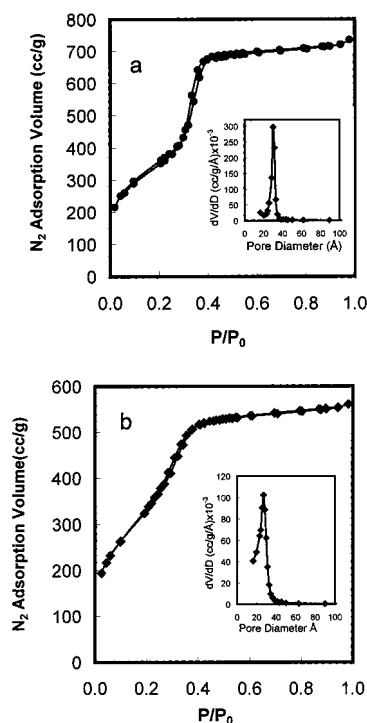 a
N₂ Adsorption Volume (cc/g)
800
700
600
500
400
300
200
100
0
0.0 0.2 0.4 0.6 0.8 1.0
P/P₀
dV/dD (cc/g/Å)x10⁻³
300
250
200
150
100
50
0
0 20 40 60 80 100
Pore Diameter (Å)
b
N₂ Adsorption Volume(cc/g)
600
500
400
300
200
100
0
0.0 0.2 0.4 0.6 0.8 1.0
P/P₀
dV/dD (cc/g/Å)x10⁻³
120
100
80
60
40
20
0
0 20 40 60 80 100
Pore Diameter Å